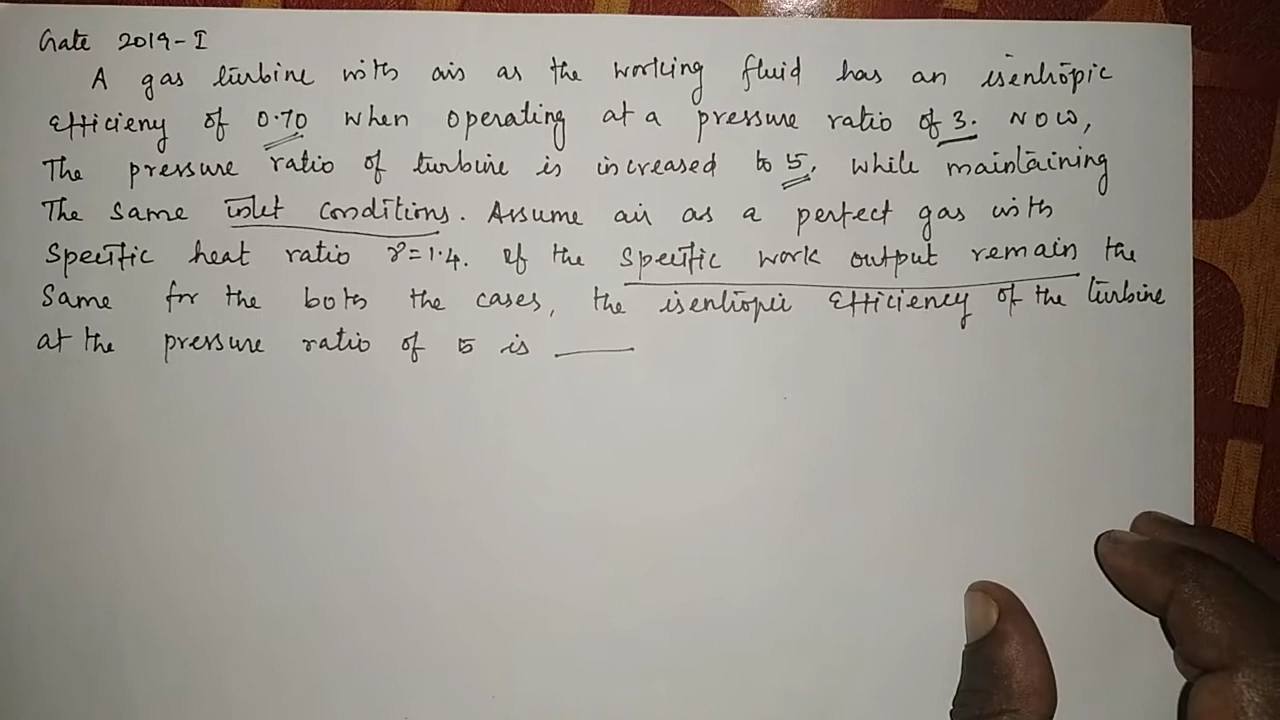 Gate 2019-I
A gas turbine with air as the working fluid has an isentropic
Efficieny of 0.70 when operating at a pressure ratio of 3. NOW,
The pressure ratio of turbine is increased to 5, while maintaining
The same inlet conditions. Assume air as a perfect gas with
Specific heat ratio γ=1.4. If the specific work output remain the
Same for the both the cases, the isentropic Efficiency of the turbine
at the pressure ratio of 5 is ____